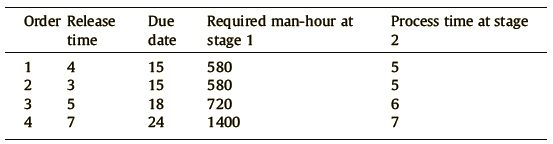 Order Release time Due date Required man-hour at stage 1 Process time at stage 2
1 4 15 580 5
2 3 15 580 5
3 5 18 720 6
4 7 24 1400 7